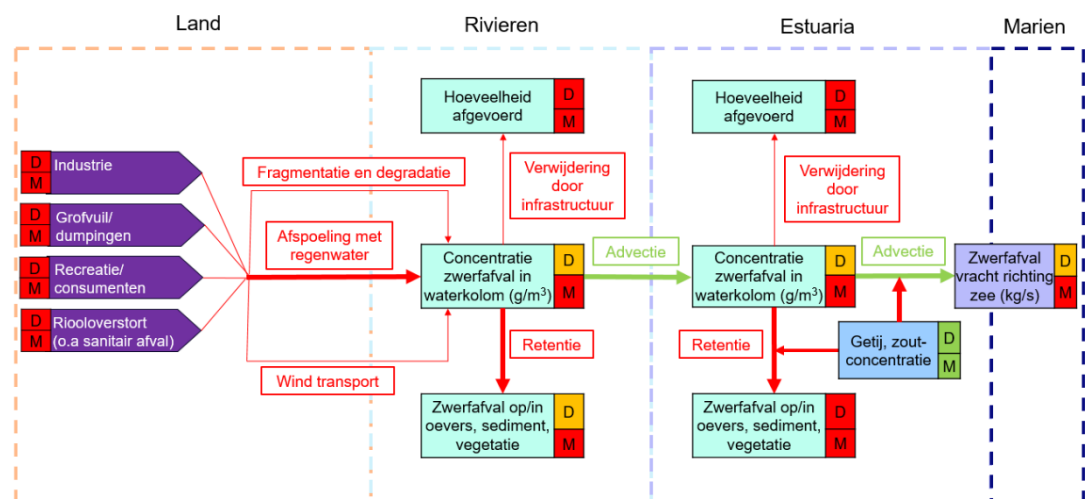 Land
Rivieren
Estuaria
Marien
D
M
Industrie
D
M
Grofvuil/
dumpingen
D
M
Recreatie/
consumenten
D
M
Riooloverstort
(o.a sanitair afval)
Fragmentatie en degradatie
Afspoeling met
regenwater
Wind transport
Hoeveelheid
afgevoerd
D
M
Verwijdering
door
infrastructuur
Concentratie
zwerfafval in
waterkolom (g/m³)
D
M
Retentie
Zwerfafval op/in
oevers, sediment,
vegetatie
D
M
Advectie
Hoeveelheid
afgevoerd
D
M
Verwijdering
door
infrastructuur
Concentratie
zwerfafval in
waterkolom (g/m³)
D
M
Retentie
Zwerfafval op/in
oevers, sediment,
vegetatie
D
M
Advectie
Getij, zout-
concentratie
D
M
Zwerfafval
vracht richting
zee (kg/s)
D
M